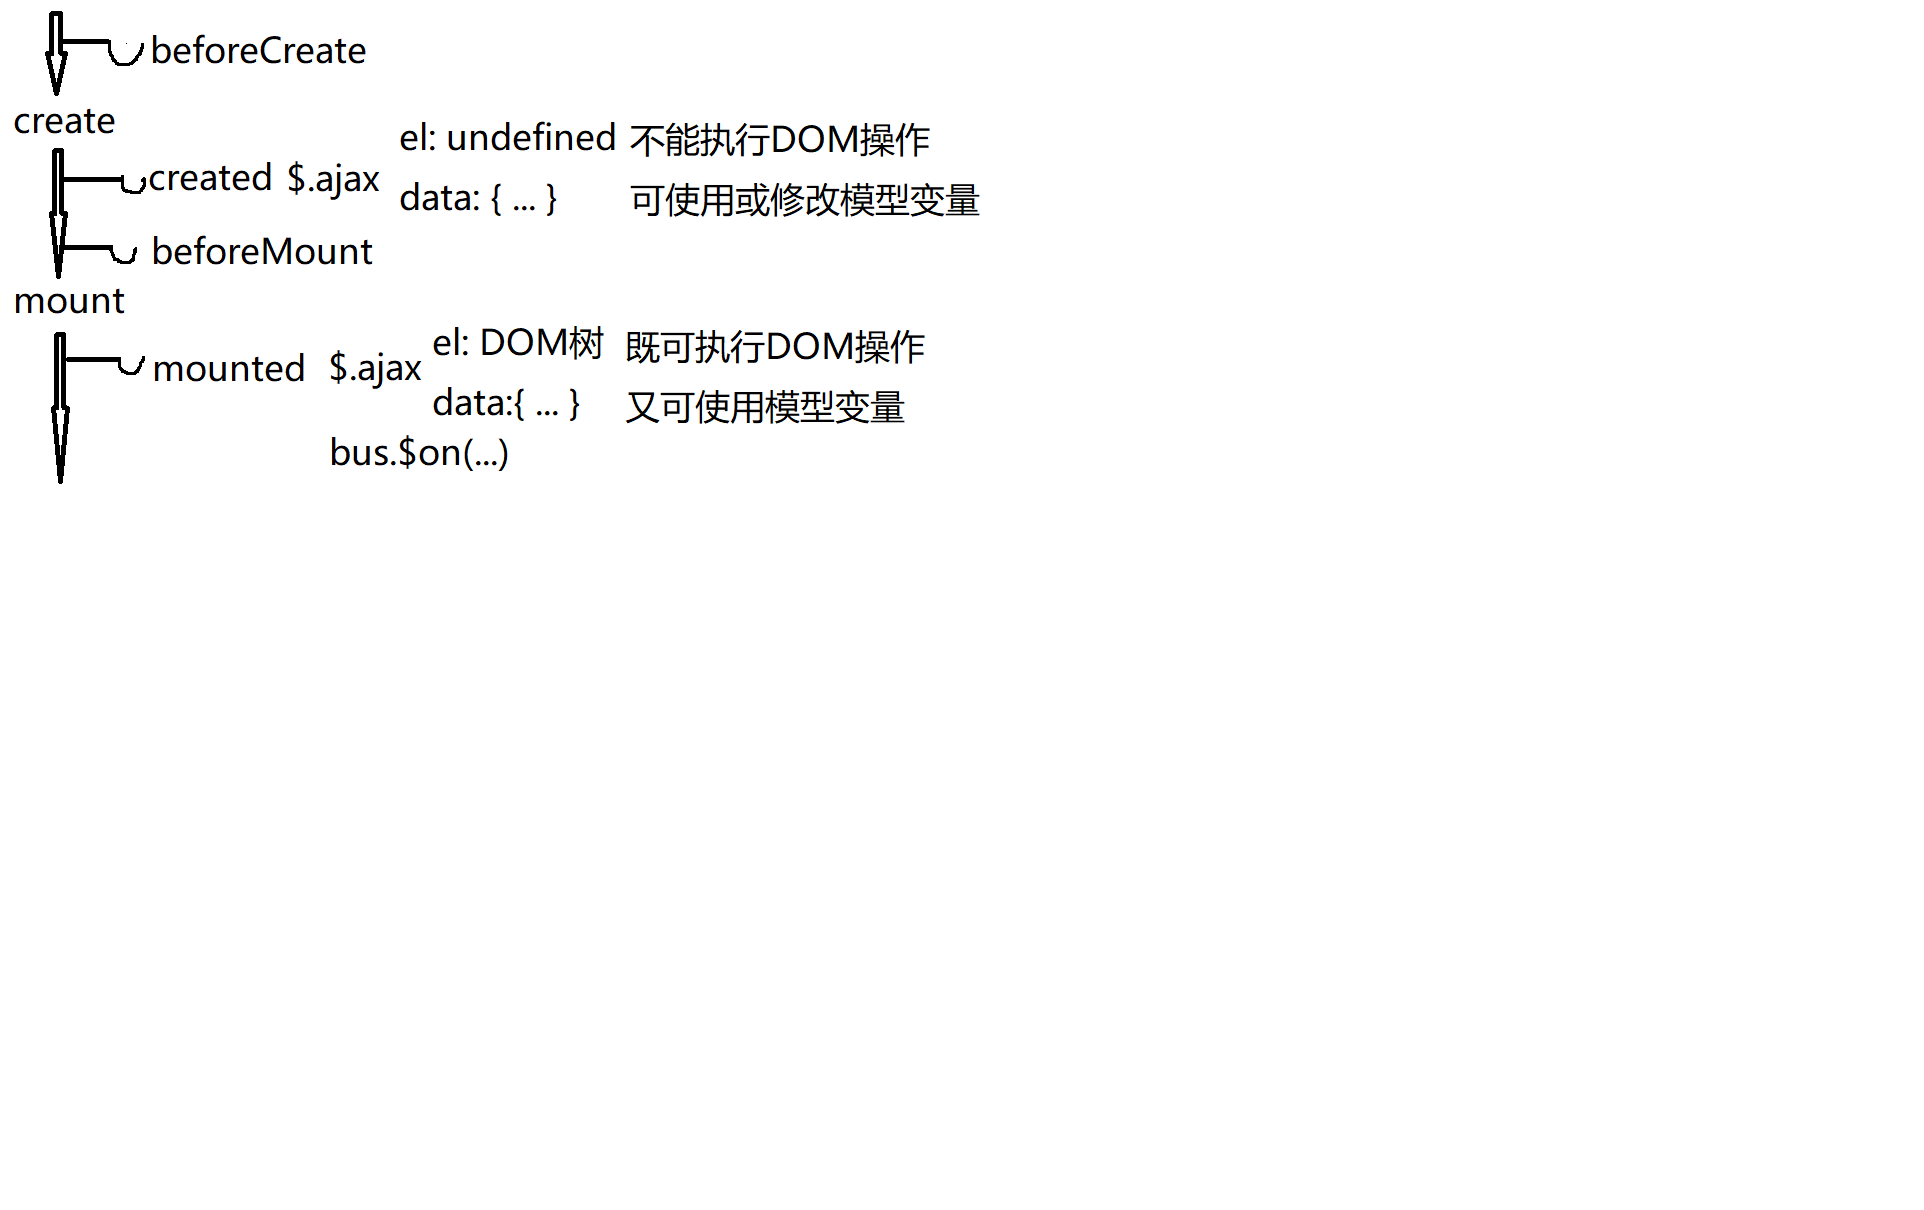 beforeCreate
create
el: undefined 不能执行DOM操作
created $.ajax
data: { ... } 可使用或修改模型变量
beforeMount
mount
el: DOM树 既可执行DOM操作
mounted $.ajax
data:{ ... } 又可使用模型变量
bus.$on(...)